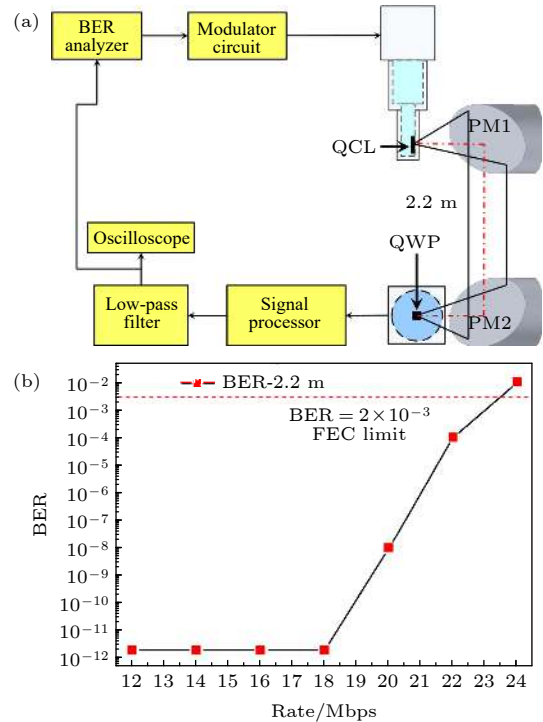 (a)
BER
analyzer
Modulator
circuit
PM1
QCL
2.2 m
Oscilloscope
QWP
Low-pass
filter
Signal
processor
PM2
(b)
10⁻²
10⁻³
10⁻⁴
10⁻⁵
10⁻⁶
10⁻⁷
10⁻⁸
10⁻⁹
10⁻¹⁰
10⁻¹¹
10⁻¹²
BER
BER-2.2 m
BER = 2×10⁻³
FEC limit
12 13 14 15 16 17 18 19 20 21 22 23 24
Rate/Mbps